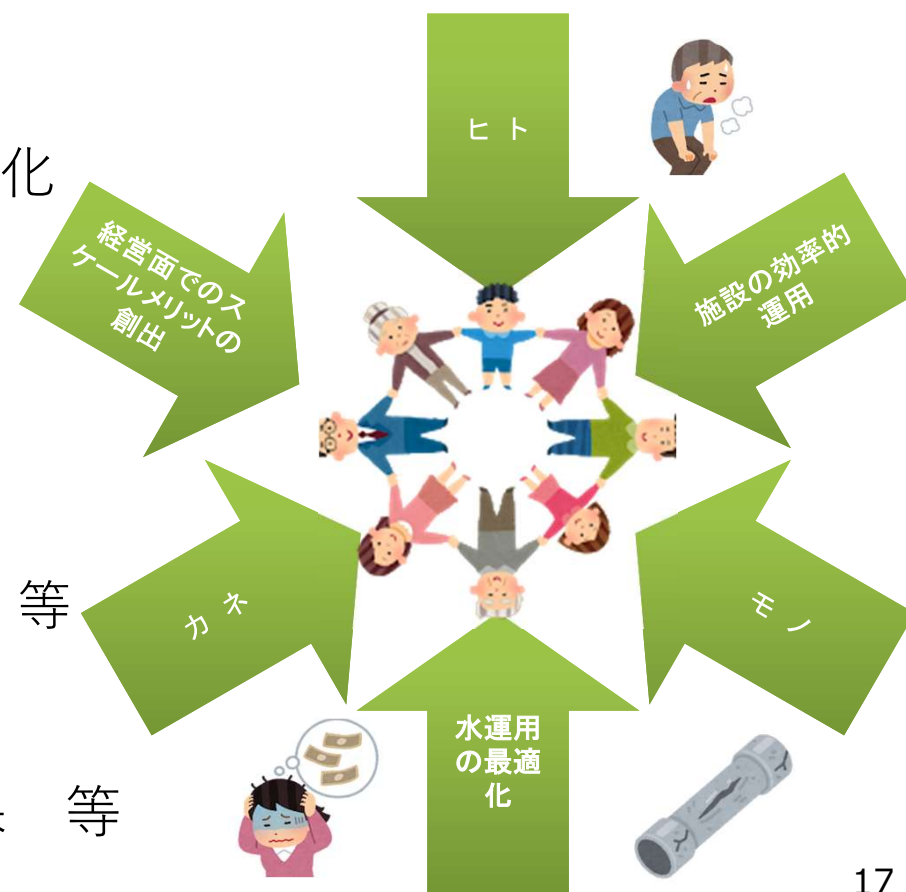 ヒト
化
経営面でのス
ケールメリットの
創出
施設の効率的
運用
等
カネ
モノ
水運用
の最適
化
等
17